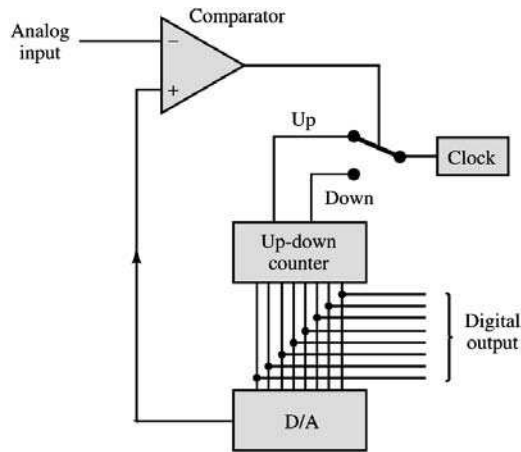 Comparator
Analog
input
−
+
Up
Clock
Down
Up-down
counter
Digital
output
D/A